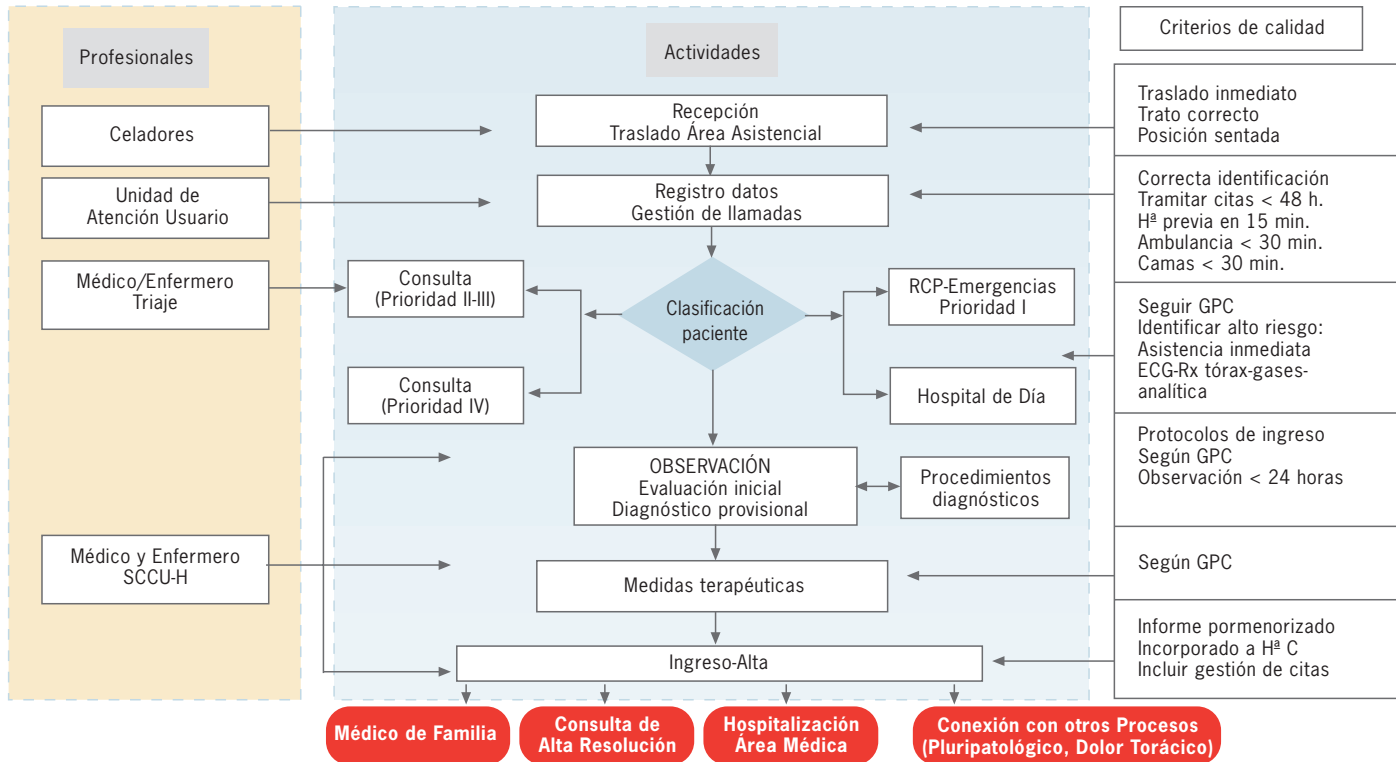 Profesionales
Actividades
Criterios de calidad
Celadores
Recepción
Traslado Área Asistencial
Traslado inmediato
Trato correcto
Posición sentada
Unidad de
Atención Usuario
Registro datos
Gestión de llamadas
Correcta identificación
Tramitar citas < 48 h.
Hª previa en 15 min.
Ambulancia < 30 min.
Camas < 30 min.
Médico/Enfermero
Triaje
Consulta
(Prioridad II-III)
Clasificación
paciente
RCP-Emergencias
Prioridad I
Consulta
(Prioridad IV)
Hospital de Día
Seguir GPC
Identificar alto riesgo:
Asistencia inmediata
ECG-Rx tórax-gases-
analítica
OBSERVACIÓN
Evaluación inicial
Diagnóstico provisional
Procedimientos
diagnósticos
Protocolos de ingreso
Según GPC
Observación < 24 horas
Médico y Enfermero
SCCU-H
Medidas terapéuticas
Según GPC
Ingreso-Alta
Informe pormenorizado
Incorporado a Hª C
Incluir gestión de citas
Médico de Familia
Consulta de
Alta Resolución
Hospitalización
Área Médica
Conexión con otros Procesos
(Pluripatológico, Dolor Torácico)